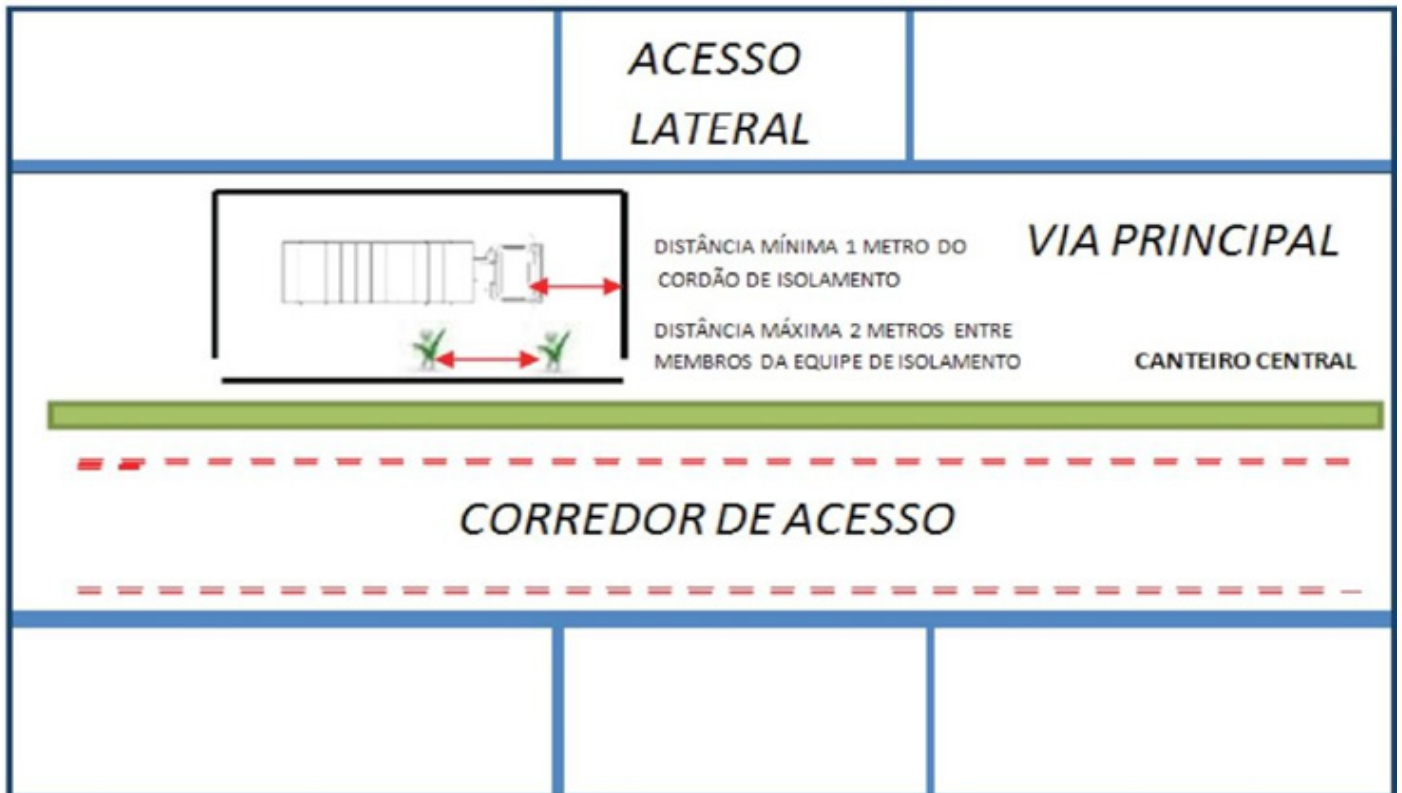 ACESSO
LATERAL
DISTÂNCIA MÍNIMA 1 METRO DO
CORDÃO DE ISOLAMENTO
VIA PRINCIPAL
DISTÂNCIA MÁXIMA 2 METROS ENTRE
MEMBROS DA EQUIPE DE ISOLAMENTO
CANTEIRO CENTRAL
CORREDOR DE ACESSO